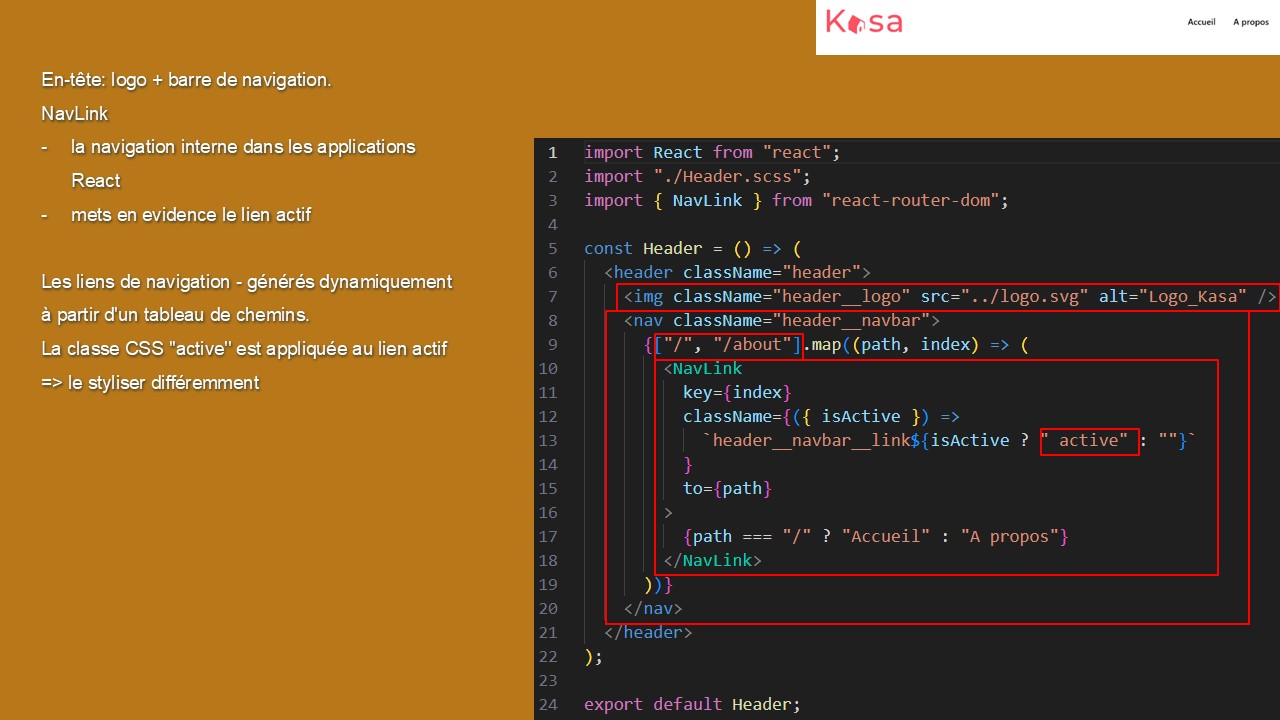 Kasa
Accueil A propos
En-tête: logo + barre de navigation.
NavLink
- la navigation interne dans les applications
React
- mets en evidence le lien actif
Les liens de navigation - générés dynamiquement
à partir d'un tableau de chemins.
La classe CSS "active" est appliquée au lien actif
=> le styliser différemment
1 import React from "react";
2 import "./Header.scss";
3 import { NavLink } from "react-router-dom";
4
5 const Header = () => (
6 <header className="header">
7 <img className="header__logo" src="../logo.svg" alt="Logo_Kasa" />
8 <nav className="header__navbar">
9 {["/", "/about"].map((path, index) => (
10 <NavLink
11 key={index}
12 className={({ isActive }) =>
13 `header__navbar__link${isActive ? " active" : ""}`
14 }
15 to={path}
16 >
17 {path === "/" ? "Accueil" : "A propos"}
18 </NavLink>
19 ))}
20 </nav>
21 </header>
22 );
23
24 export default Header;